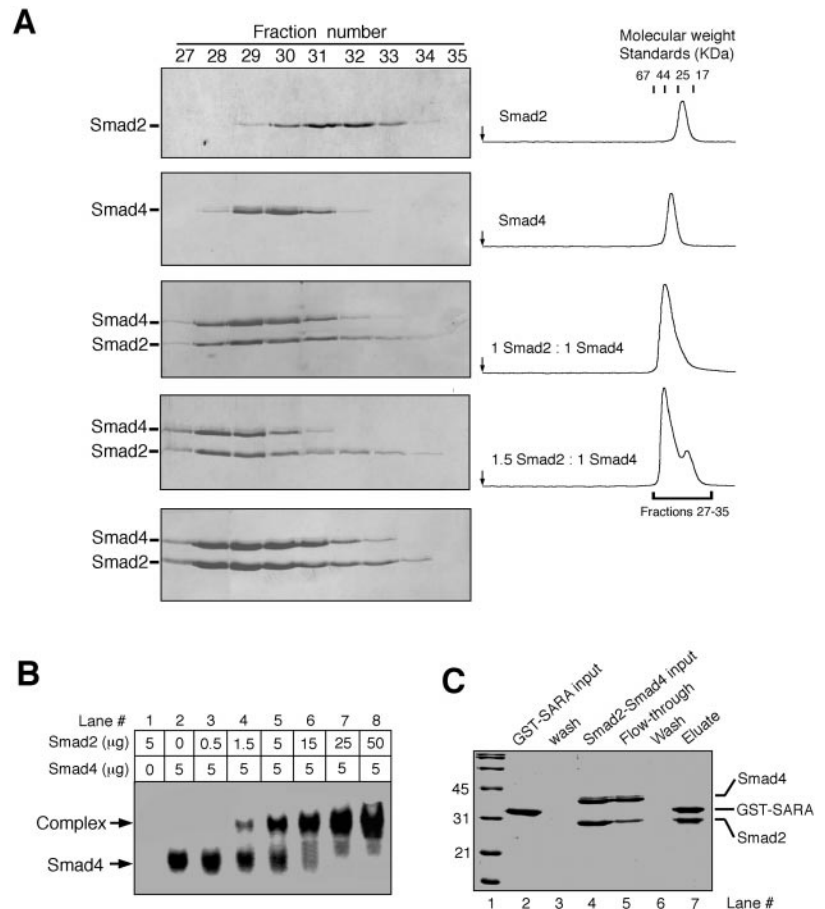 A
Fraction number
27 28 29 30 31 32 33 34 35
Molecular weight
Standards (KDa)
67 44 25 17
Smad2
Smad2
Smad4
Smad4
Smad4
Smad2
1 Smad2 : 1 Smad4
Smad4
Smad2
1.5 Smad2 : 1 Smad4
Fractions 27-35
Smad4
Smad2
B
Lane # 1 2 3 4 5 6 7 8
Smad2 (μg) 5 0 0.5 1.5 5 15 25 50
Smad4 (μg) 0 5 5 5 5 5 5 5
Complex
Smad4
C
GST-SARA input
wash
Smad2-Smad4 input
Flow-through
Wash
Eluate
45
31
21
Smad4
GST-SARA
Smad2
1 2 3 4 5 6 7 Lane #